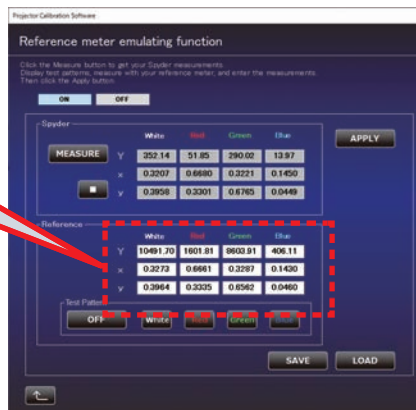 Projector Calibration Software
Reference meter emulating function
Click the Measure button to get your Spyder measurements.
Display test patterns, measure with your reference meter, and enter the measurements.
Then click the Apply button.
ON OFF
Spyder
White Red Green Blue
MEASURE Y 352.14 51.85 290.02 13.97
x 0.3207 0.6680 0.3221 0.1450
y 0.3958 0.3301 0.6765 0.0449
APPLY
Reference
White Red Green Blue
Y 10491.70 1601.81 8603.91 406.11
x 0.3273 0.6661 0.3287 0.1430
y 0.3964 0.3335 0.6562 0.0460
Test Pattern
OFF White Red Green Blue
SAVE LOAD